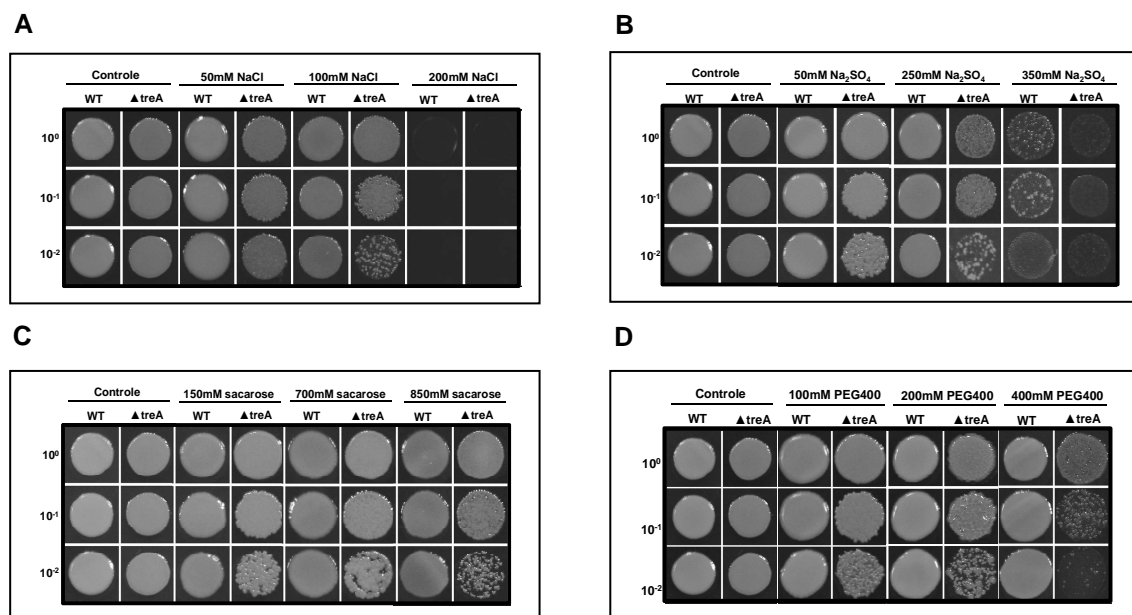 A
Controle 50mM NaCl 100mM NaCl 200mM NaCl
WT ▲treA WT ▲treA WT ▲treA WT ▲treA
10⁰
10⁻¹
10⁻²
B
Controle 50mM Na₂SO₄ 250mM Na₂SO₄ 350mM Na₂SO₄
WT ▲treA WT ▲treA WT ▲treA WT ▲treA
10⁰
10⁻¹
10⁻²
C
Controle 150mM sacarose 700mM sacarose 850mM sacarose
WT ▲treA WT ▲treA WT ▲treA WT ▲treA
10⁰
10⁻¹
10⁻²
D
Controle 100mM PEG400 200mM PEG400 400mM PEG400
WT ▲treA WT ▲treA WT ▲treA WT ▲treA
10⁰
10⁻¹
10⁻²